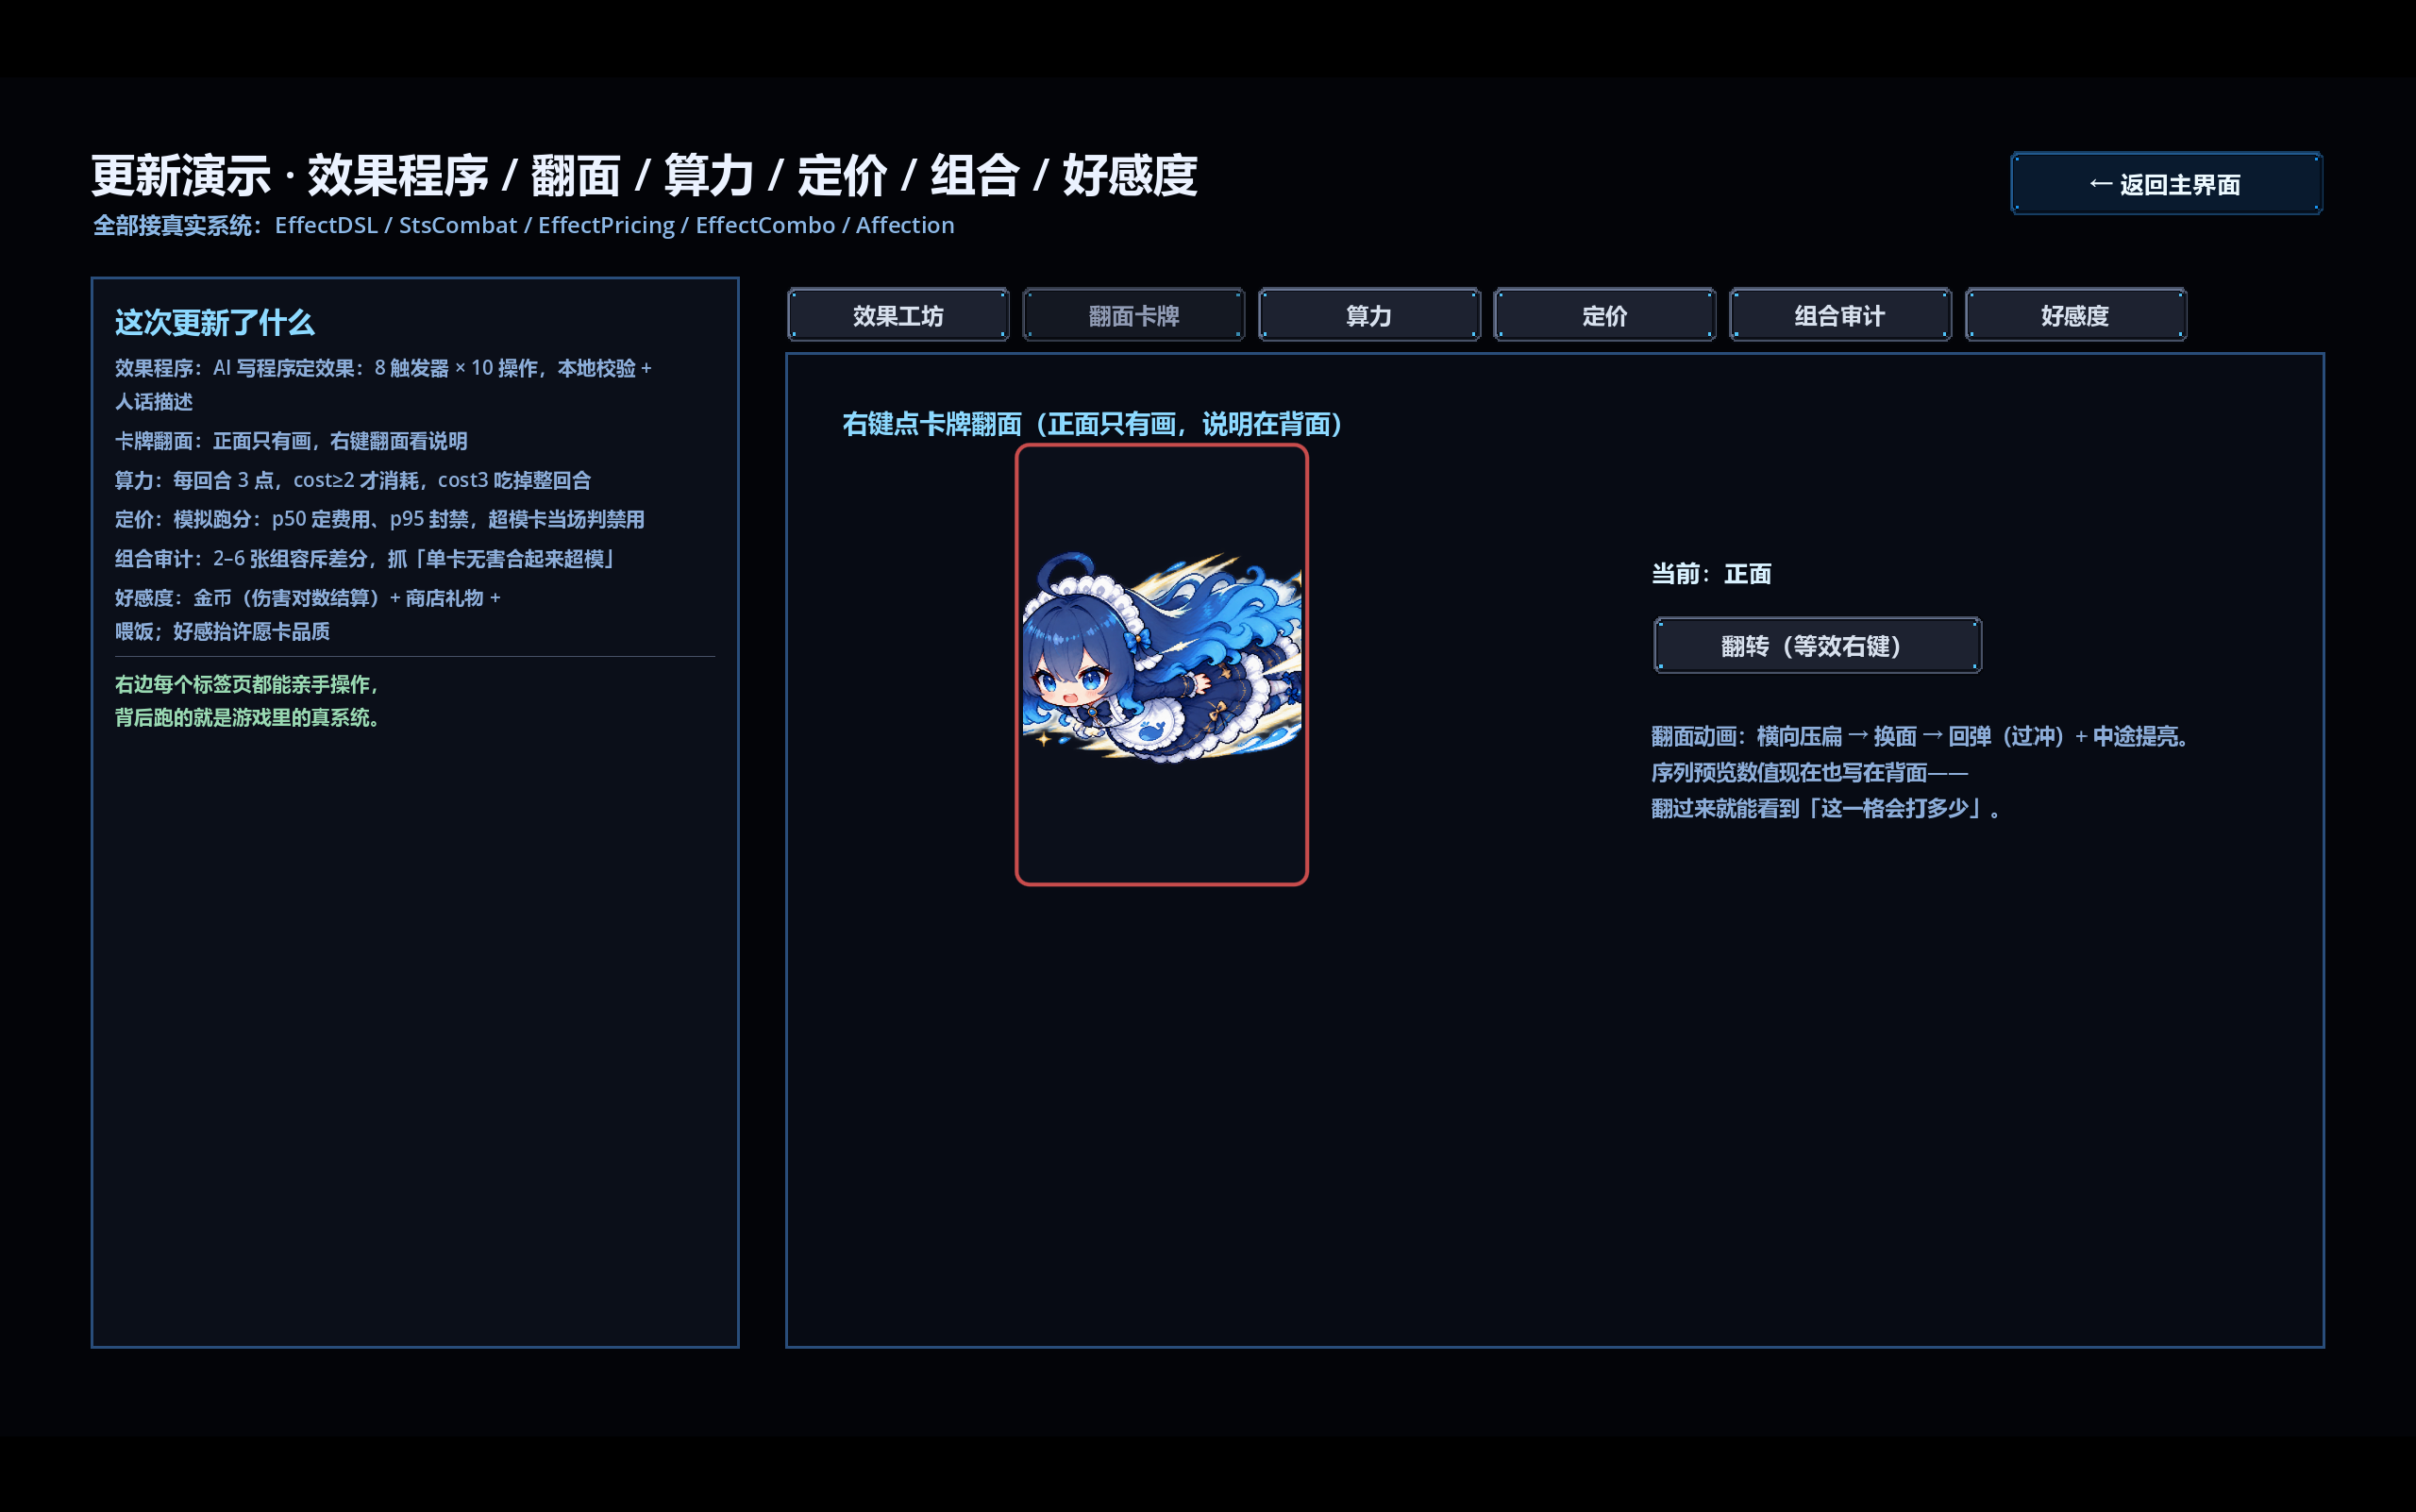 更新演示 · 效果程序 / 翻面 / 算力 / 定价 / 组合 / 好感度
← 返回主界面
全部接真实系统：EffectDSL / StsCombat / EffectPricing / EffectCombo / Affection
这次更新了什么
效果程序：AI 写程序定效果：8 触发器 × 10 操作，本地校验 +
人话描述
卡牌翻面：正面只有画，右键翻面看说明
算力：每回合 3 点，cost≥2 才消耗，cost3 吃掉整回合
定价：模拟跑分：p50 定费用、p95 封禁，超模卡当场判禁用
组合审计：2–6 张组容斥差分，抓「单卡无害合起来超模」
好感度：金币（伤害对数结算）+ 商店礼物 +
喂饭；好感抬许愿卡品质
右边每个标签页都能亲手操作，
背后跑的就是游戏里的真系统。
效果工坊
翻面卡牌
算力
定价
组合审计
好感度
右键点卡牌翻面（正面只有画，说明在背面）
当前：正面
翻转（等效右键）
翻面动画：横向压扁 → 换面 → 回弹（过冲）+ 中途提亮。
序列预览数值现在也写在背面——
翻过来就能看到「这一格会打多少」。